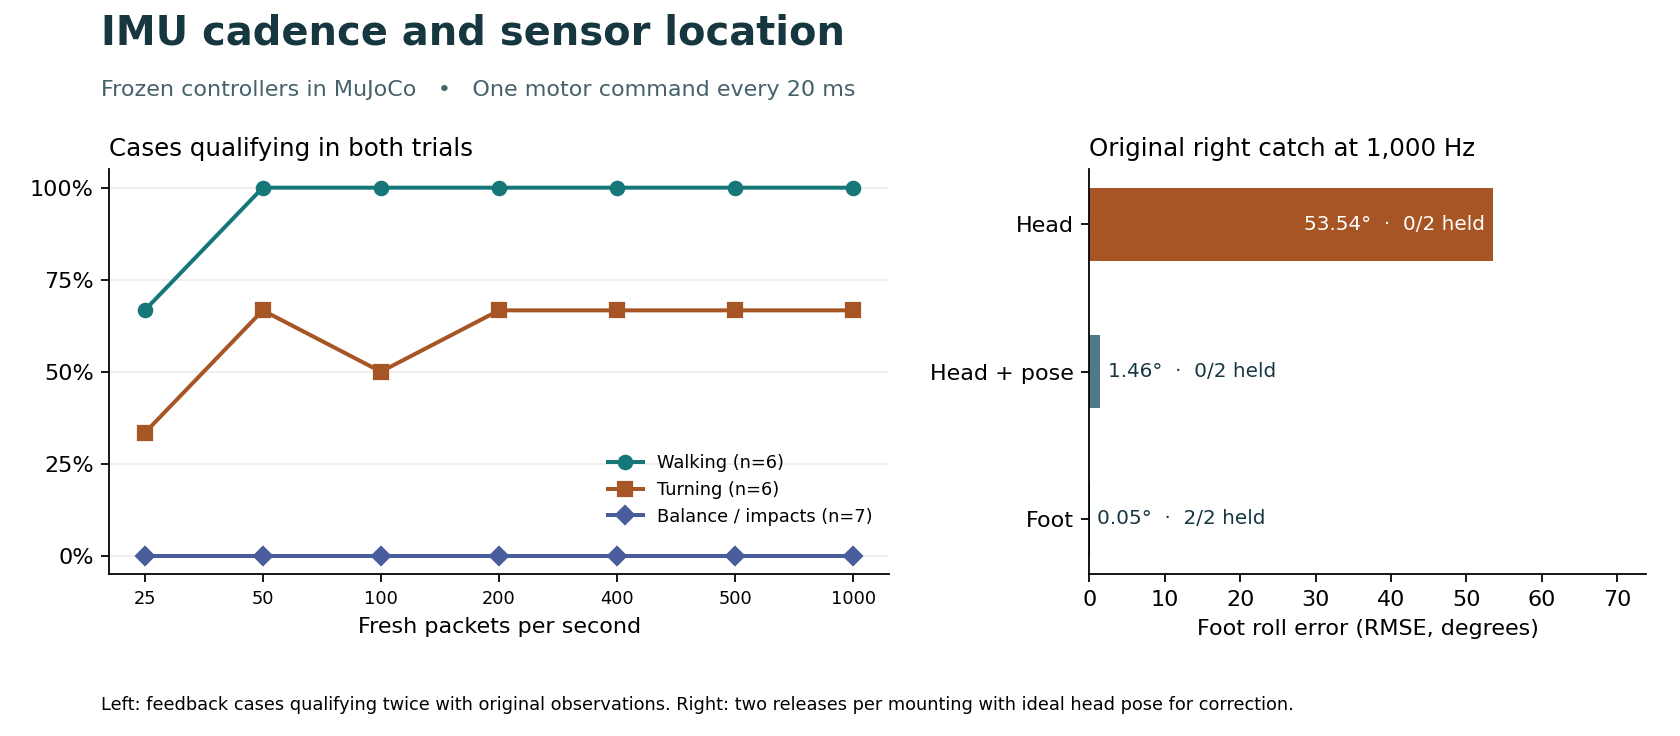 IMU cadence and sensor location
Frozen controllers in MuJoCo • One motor command every 20 ms
Cases qualifying in both trials
100%
75%
50%
25%
0%
Walking (n=6)
Turning (n=6)
Balance / impacts (n=7)
25 50 100 200 400 500 1000
Fresh packets per second
Original right catch at 1,000 Hz
Head
53.54° · 0/2 held
Head + pose
1.46° · 0/2 held
Foot
0.05° · 2/2 held
0 10 20 30 40 50 60 70
Foot roll error (RMSE, degrees)
Left: feedback cases qualifying twice with original observations. Right: two releases per mounting with ideal head pose for correction.